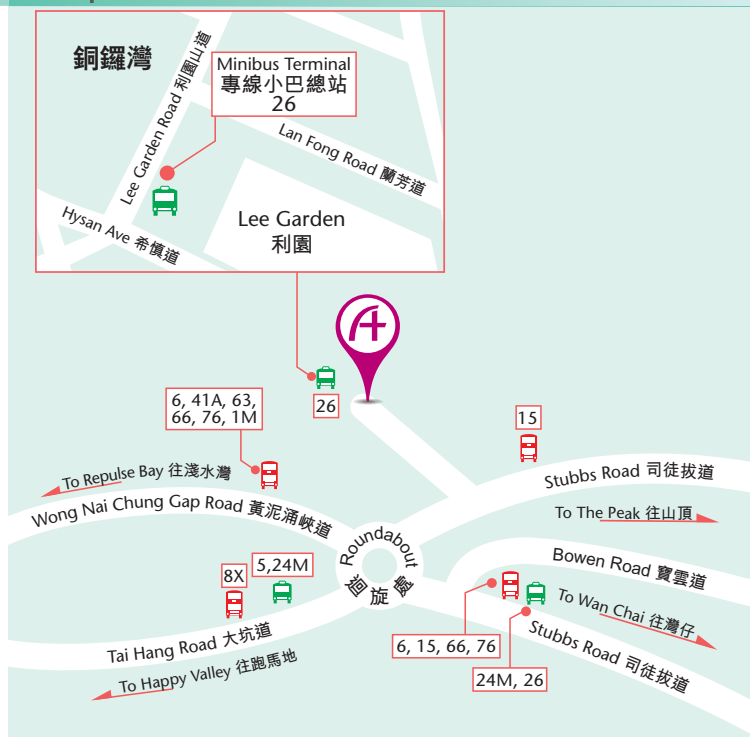 銅鑼灣
Minibus Terminal
專線小巴總站
26
Lee Garden Road 利園山道
Lan Fong Road 蘭芳道
Hysan Ave 希慎道
Lee Garden
利園
26
6, 41A, 63,
66, 76, 1M
15
To Repulse Bay 往淺水灣
Wong Nai Chung Gap Road 黃泥涌峽道
Stubbs Road 司徒拔道
To The Peak 往山頂
Roundabout
迴旋處
Bowen Road 寶雲道
8X
5,24M
To Wan Chai 往灣仔
Stubbs Road 司徒拔道
6, 15, 66, 76
24M, 26
Tai Hang Road 大坑道
To Happy Valley 往跑馬地